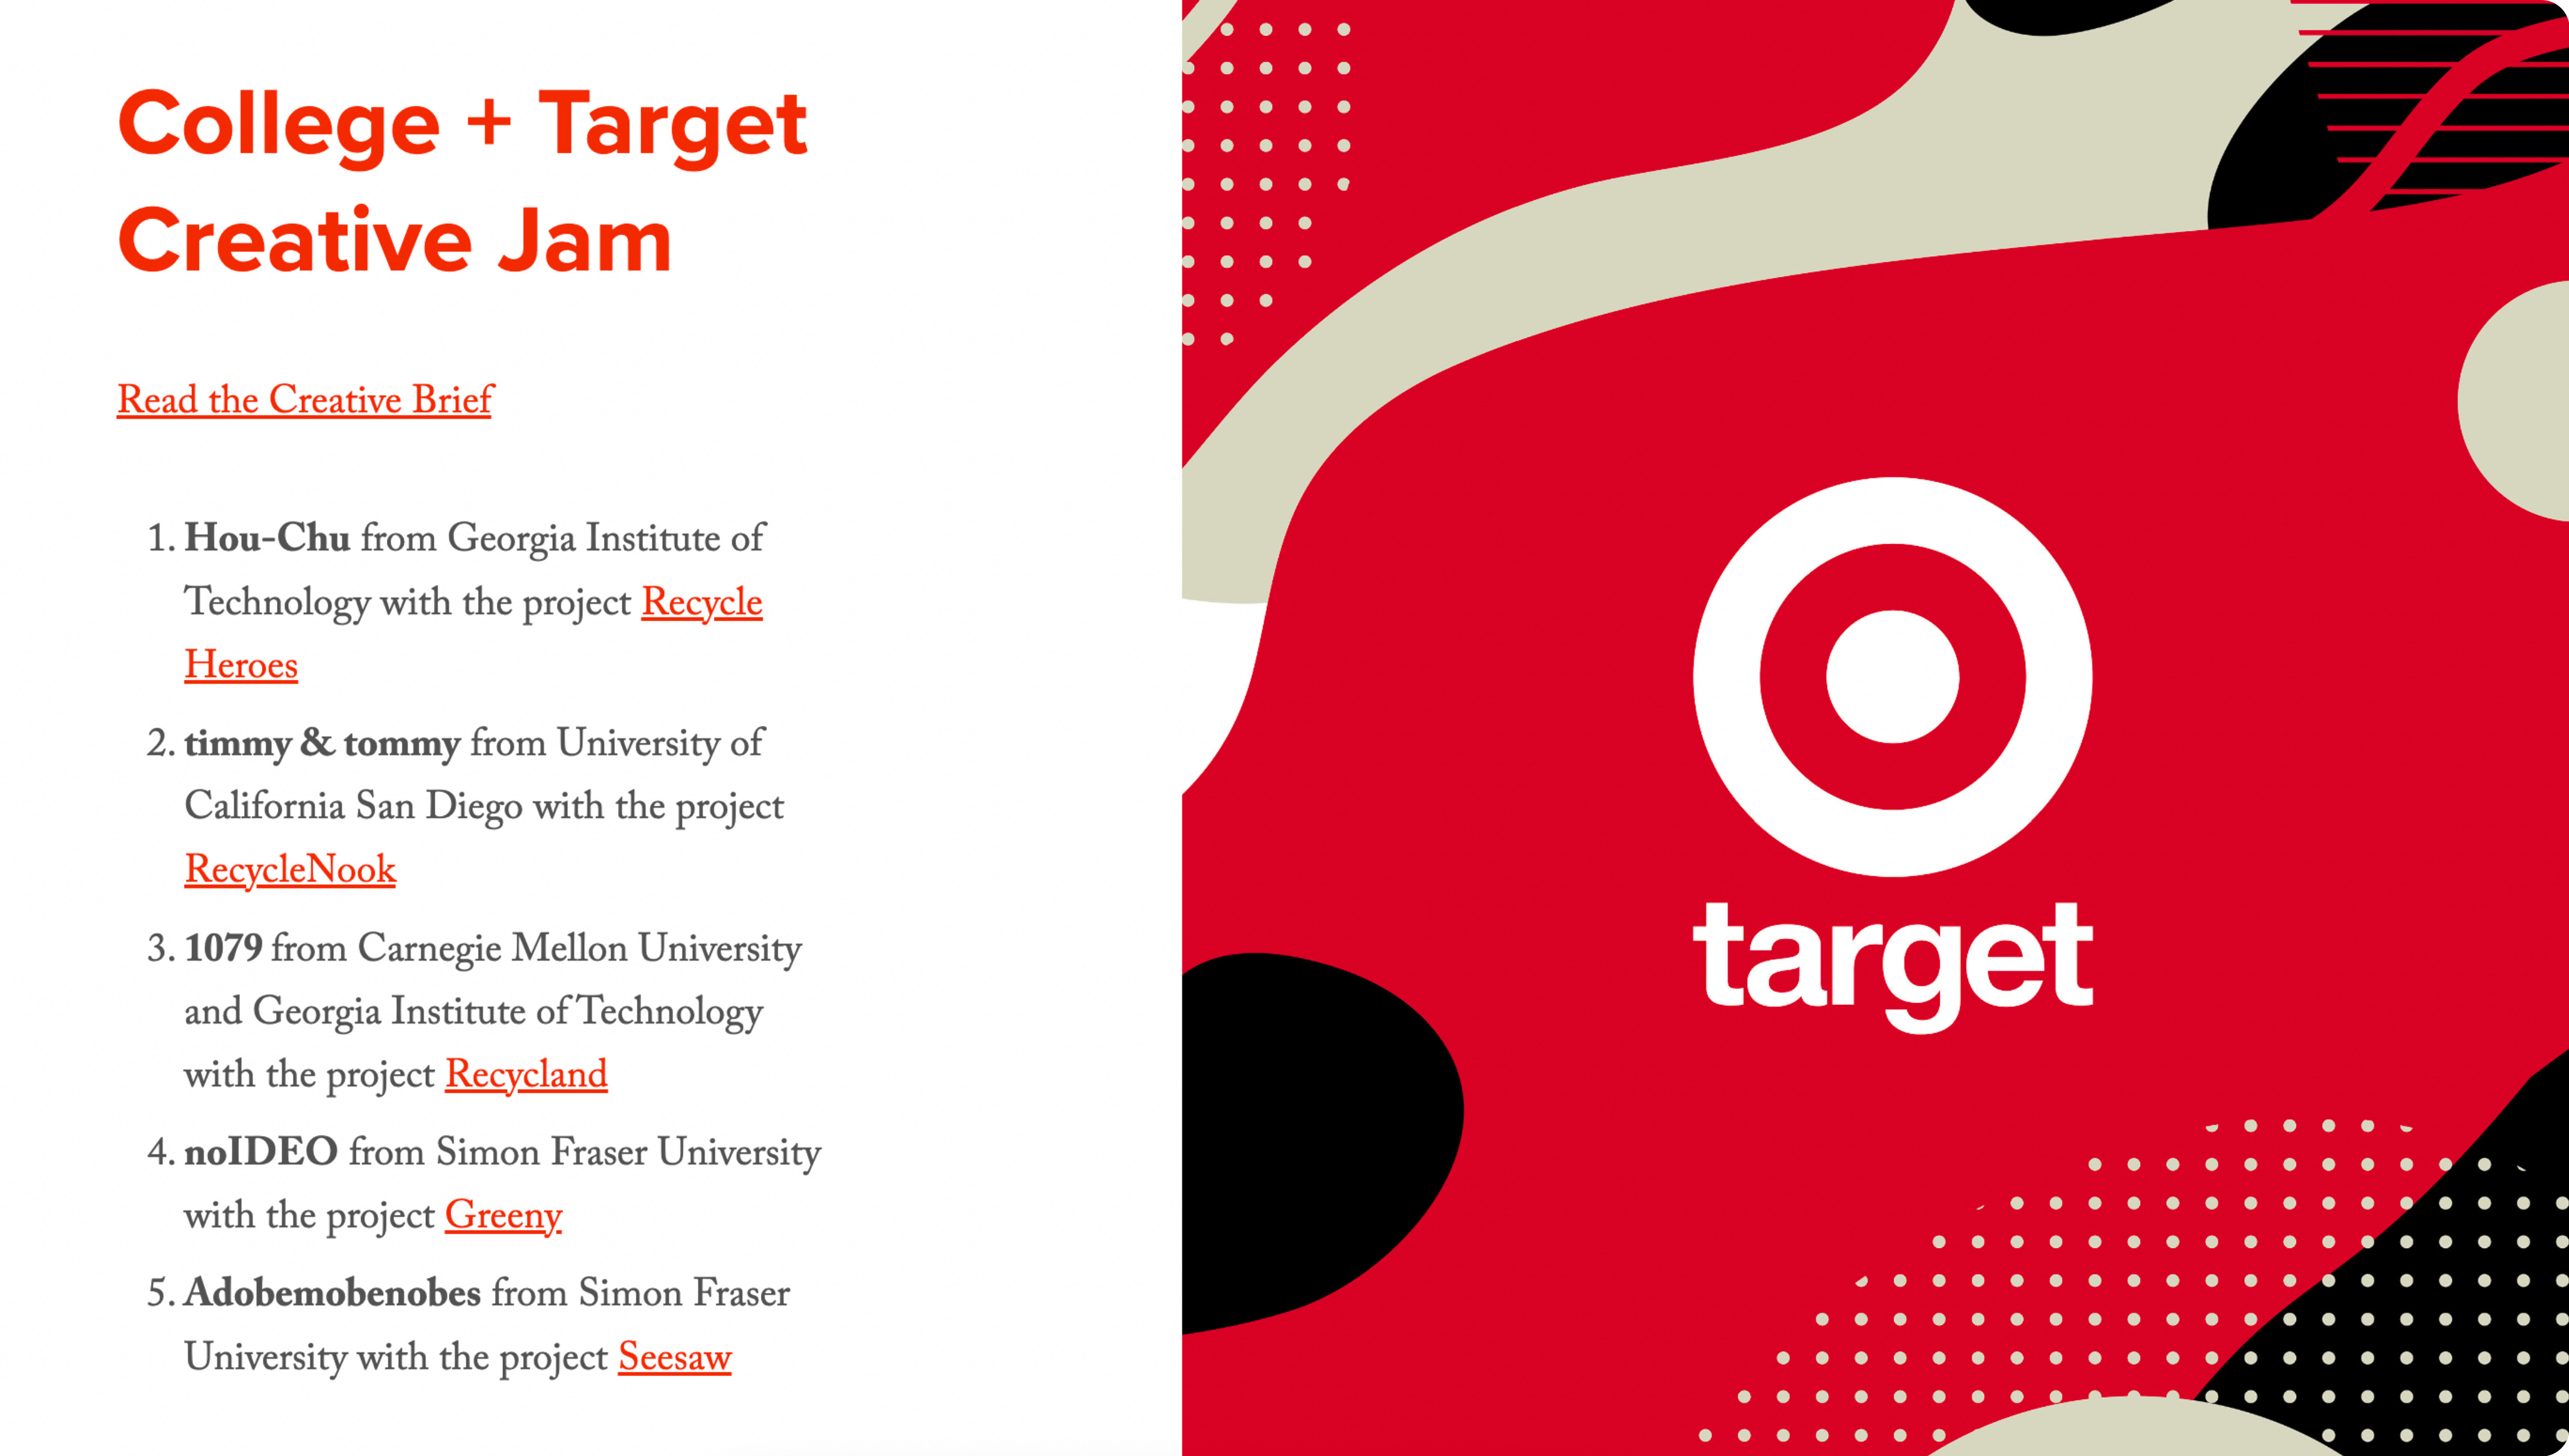 College + Target
Creative Jam
Read the Creative Brief
1. Hou-Chu from Georgia Institute of
Technology with the project Recycle
Heroes
2. timmy & tommy from University of
California San Diego with the project
RecycleNook
3. 1079 from Carnegie Mellon University
and Georgia Institute of Technology
with the project Recycland
4. noIDEO from Simon Fraser University
with the project Greeny
5. Adobemobenobes from Simon Fraser
University with the project Seesaw
target